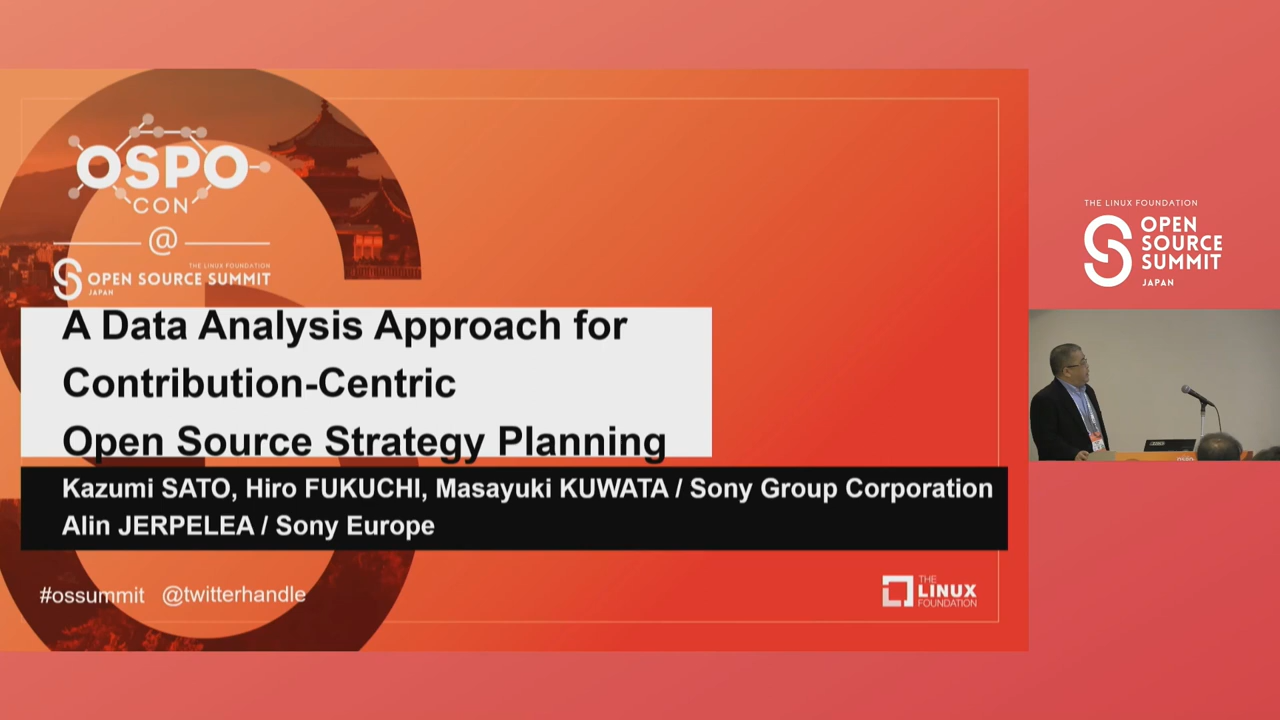 OSPO
CON
@
THE LINUX FOUNDATION
OPEN SOURCE SUMMIT
JAPAN
A Data Analysis Approach for
Contribution-Centric
Open Source Strategy Planning
Kazumi SATO, Hiro FUKUCHI, Masayuki KUWATA / Sony Group Corporation
Alin JERPELEA / Sony Europe
#ossummit @twitterhandle
THE
LINUX
FOUNDATION
THE LINUX FOUNDATION
OPEN
SOURCE
SUMMIT
JAPAN